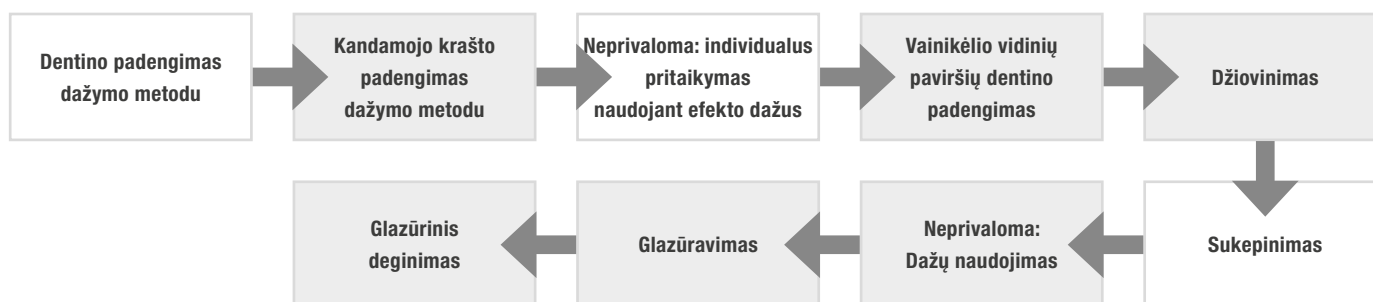 Dentino padengimas
dažymo metodu
Kandamojo krašto
padengimas
dažymo metodu
Neprivaloma: individualus
pritaikymas
naudojant efekto dažus
Vainikėlio vidinių
paviršių dentino
padengimas
Džiovinimas
Sukepinimas
Neprivaloma:
Dažų naudojimas
Glazūravimas
Glazūrinis
deginimas